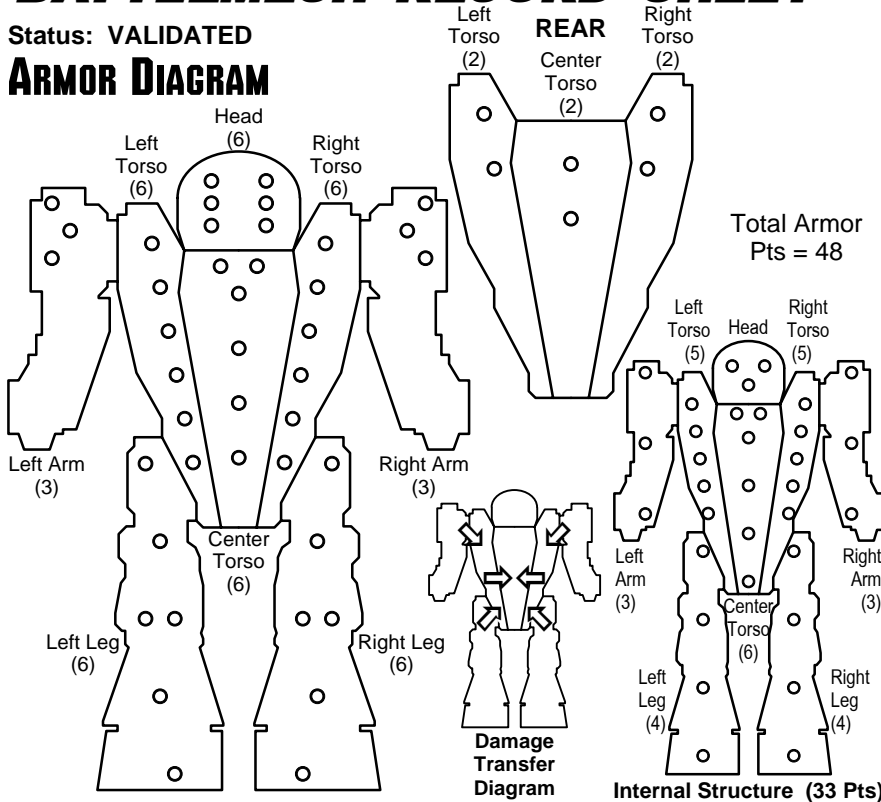 BATTLEMECH RECORD SHEET
Status: VALIDATED
ARMOR DIAGRAM
Head
(6)
Left
Torso
(6)
Right
Torso
(6)
Left Arm
(3)
Right Arm
(3)
Center
Torso
(6)
Left Leg
(6)
Right Leg
(6)
REAR
Left
Torso
(2)
Center
Torso
(2)
Right
Torso
(2)
Total Armor
Pts = 48
Damage
Transfer
Diagram
Left
Torso
(5)
Head
Right
Torso
(5)
Left
Arm
(3)
Right
Arm
(3)
Center
Torso
(6)
Left
Leg
(4)
Right
Leg
(4)
Internal Structure (33 Pts)